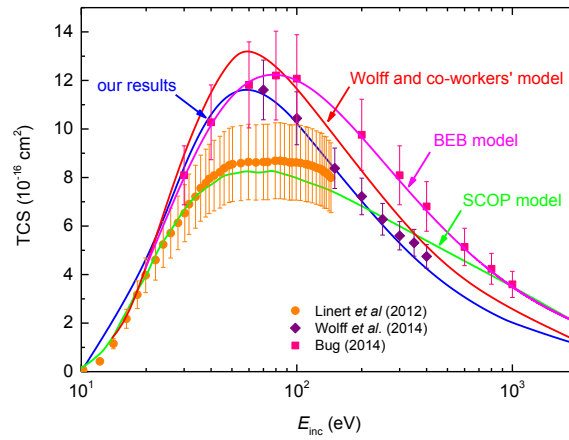 14
12
10
8
6
4
2
0
TCS (10⁻¹⁶ cm²)
our results
Wolff and co-workers' model
BEB model
SCOP model
Linert et al (2012)
Wolff et al. (2014)
Bug (2014)
10¹ 10² 10³
E_inc (eV)